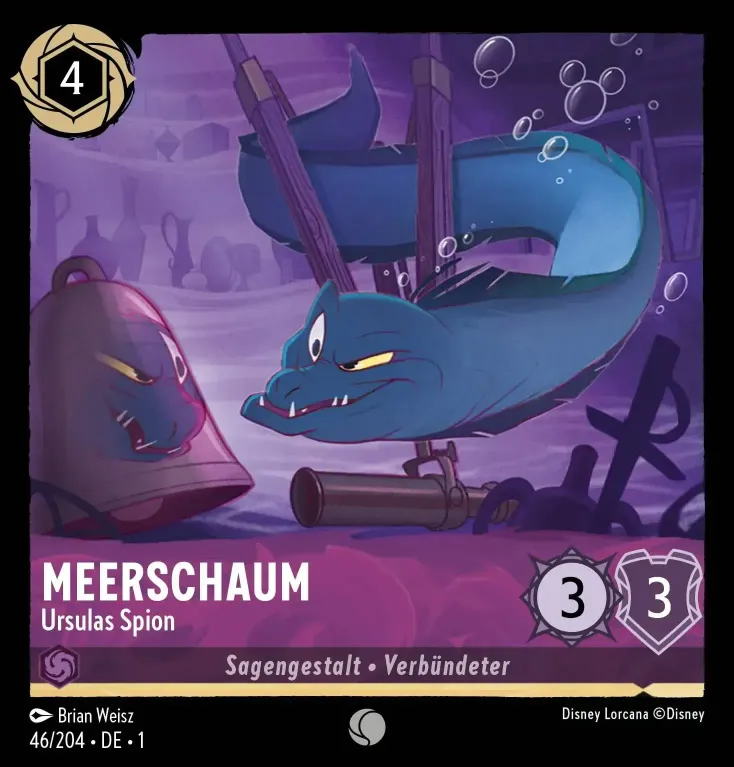 4
MEERSCHAUM
Ursulas Spion
3
3
Sagengestalt • Verbündeter
Brian Weisz
Disney Lorcana ©Disney
46/204 • DE • 1